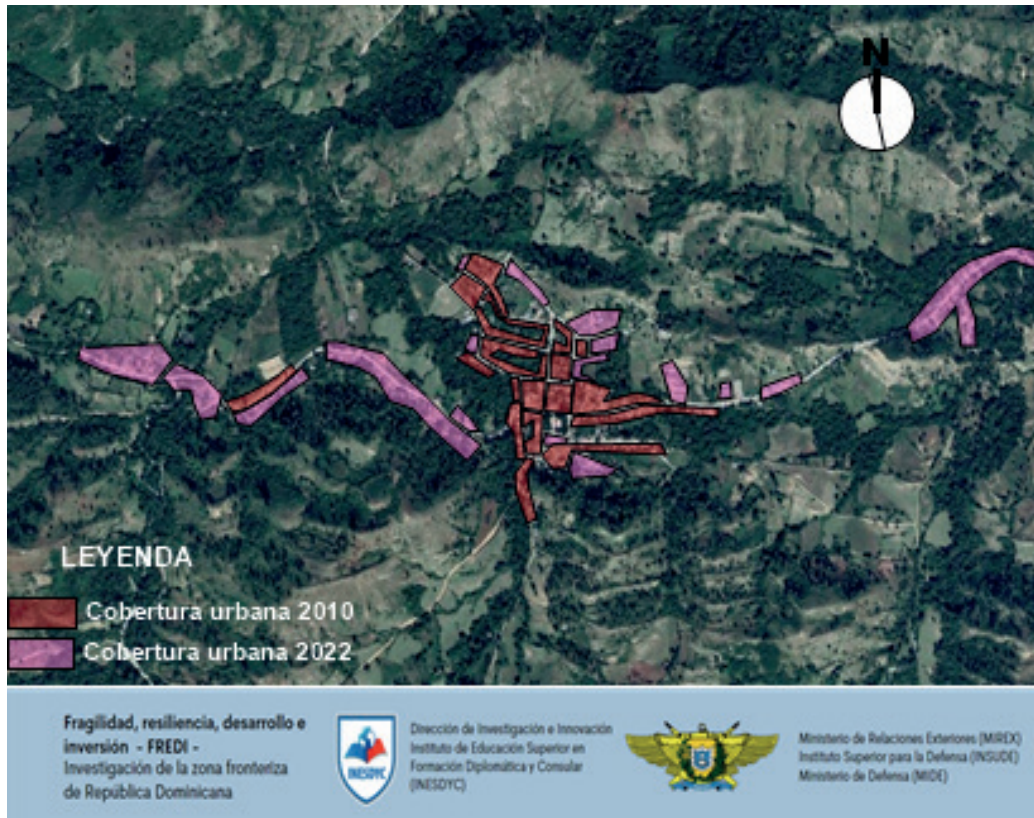 N
LEYENDA
Cobertura urbana 2010
Cobertura urbana 2022
Fragilidad, resiliencia, desarrollo e
inversión - FREDI -
Investigación de la zona fronteriza
de República Dominicana
INESDYC
Dirección de Investigación e Innovación
Instituto de Educación Superior en
Formación Diplomática y Consular
(INESDYC)
Ministerio de Relaciones Exteriores (MIREX)
Instituto Superior para la Defensa (INSUDE)
Ministerio de Defensa (MIDE)